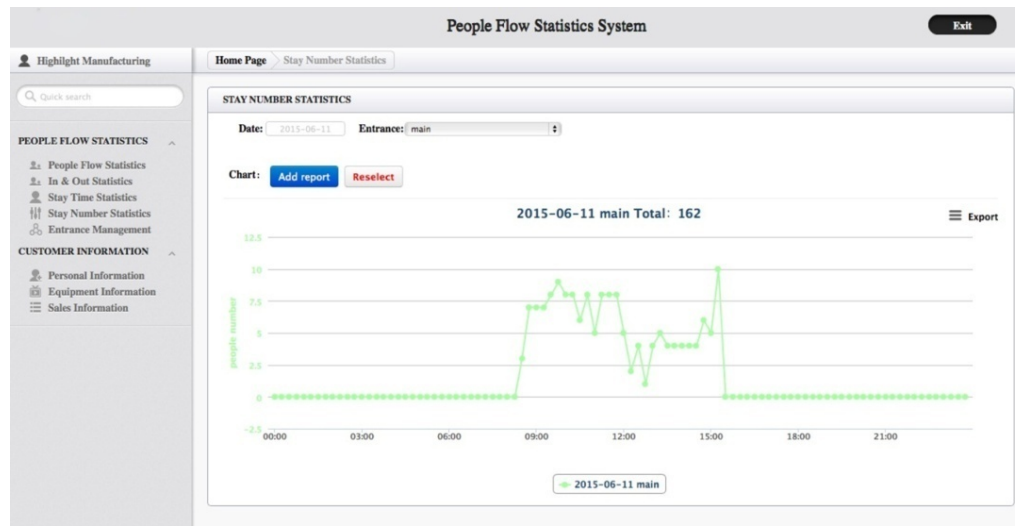 People Flow Statistics System
Exit
Highlight Manufacturing
Home Page
Stay Number Statistics
Quick search
PEOPLE FLOW STATISTICS
People Flow Statistics
In & Out Statistics
Stay Time Statistics
Stay Number Statistics
Entrance Management
CUSTOMER INFORMATION
Personal Information
Equipment Information
Sales Information
STAY NUMBER STATISTICS
Date: 2015-06-11 Entrance: main
Chart: Add report Reselect
2015-06-11 main Total: 162
Export
people number
12.5
10
7.5
5
2.5
0
-2.5
00:00 03:00 06:00 09:00 12:00 15:00 18:00 21:00
2015-06-11 main